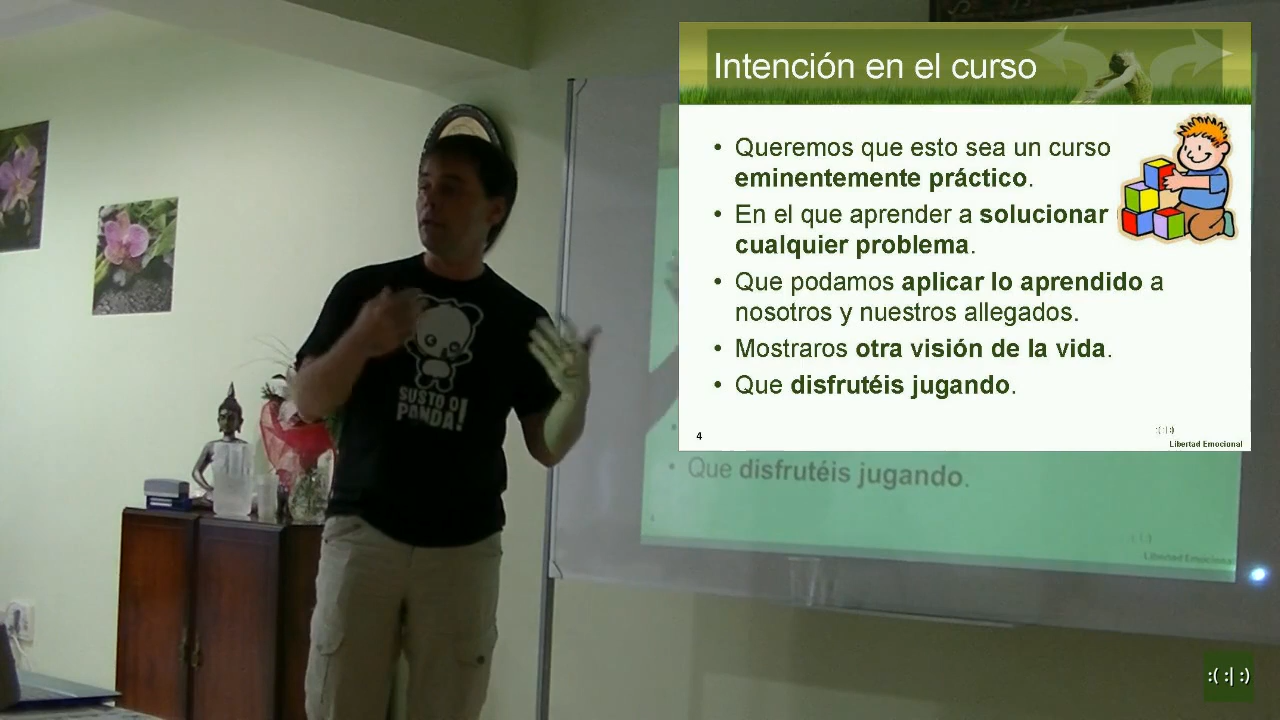 Intención en el curso
• Queremos que esto sea un curso
eminentemente práctico.
• En el que aprender a solucionar
cualquier problema.
• Que podamos aplicar lo aprendido a
nosotros y nuestros allegados.
• Mostraros otra visión de la vida.
• Que disfrutéis jugando.
4
:(:|:)
Libertad Emocional
• Que disfrutéis jugando.
Libertad Emocional
SUSTO O
PANDA!
:( :| :)